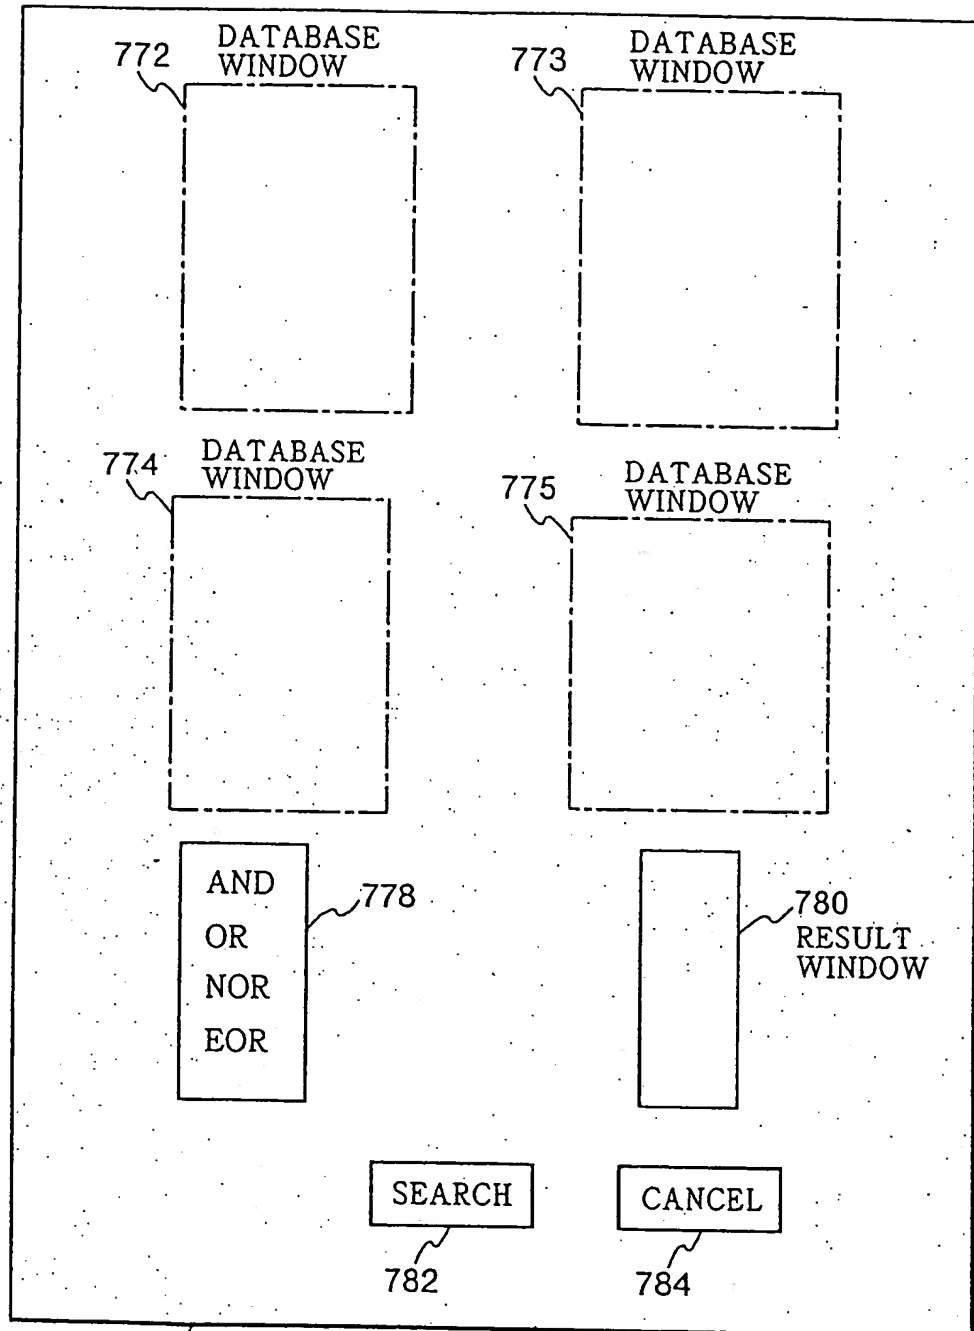 772
DATABASE
WINDOW
773
DATABASE
WINDOW
774
DATABASE
WINDOW
775
DATABASE
WINDOW
AND
OR
NOR
EOR
778
780
RESULT
WINDOW
SEARCH
CANCEL
782
784